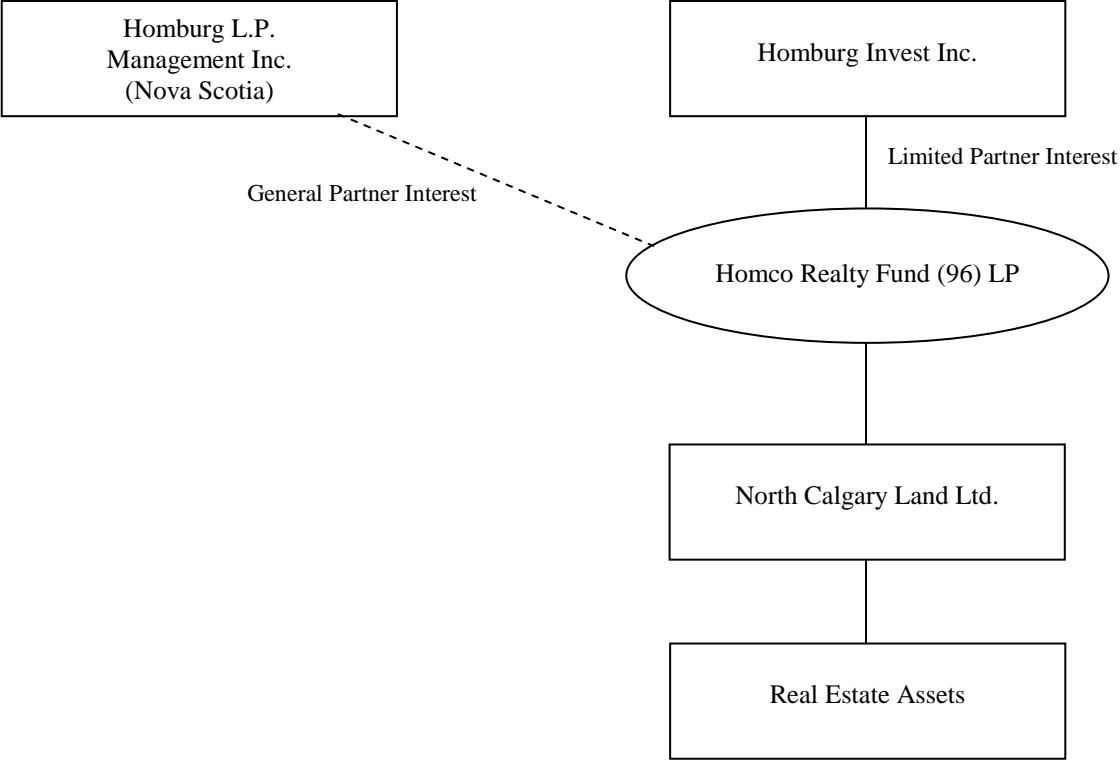 Homburg L.P.
Management Inc.
(Nova Scotia)
Homburg Invest Inc.
Limited Partner Interest
General Partner Interest
Homco Realty Fund (96) LP
North Calgary Land Ltd.
Real Estate Assets